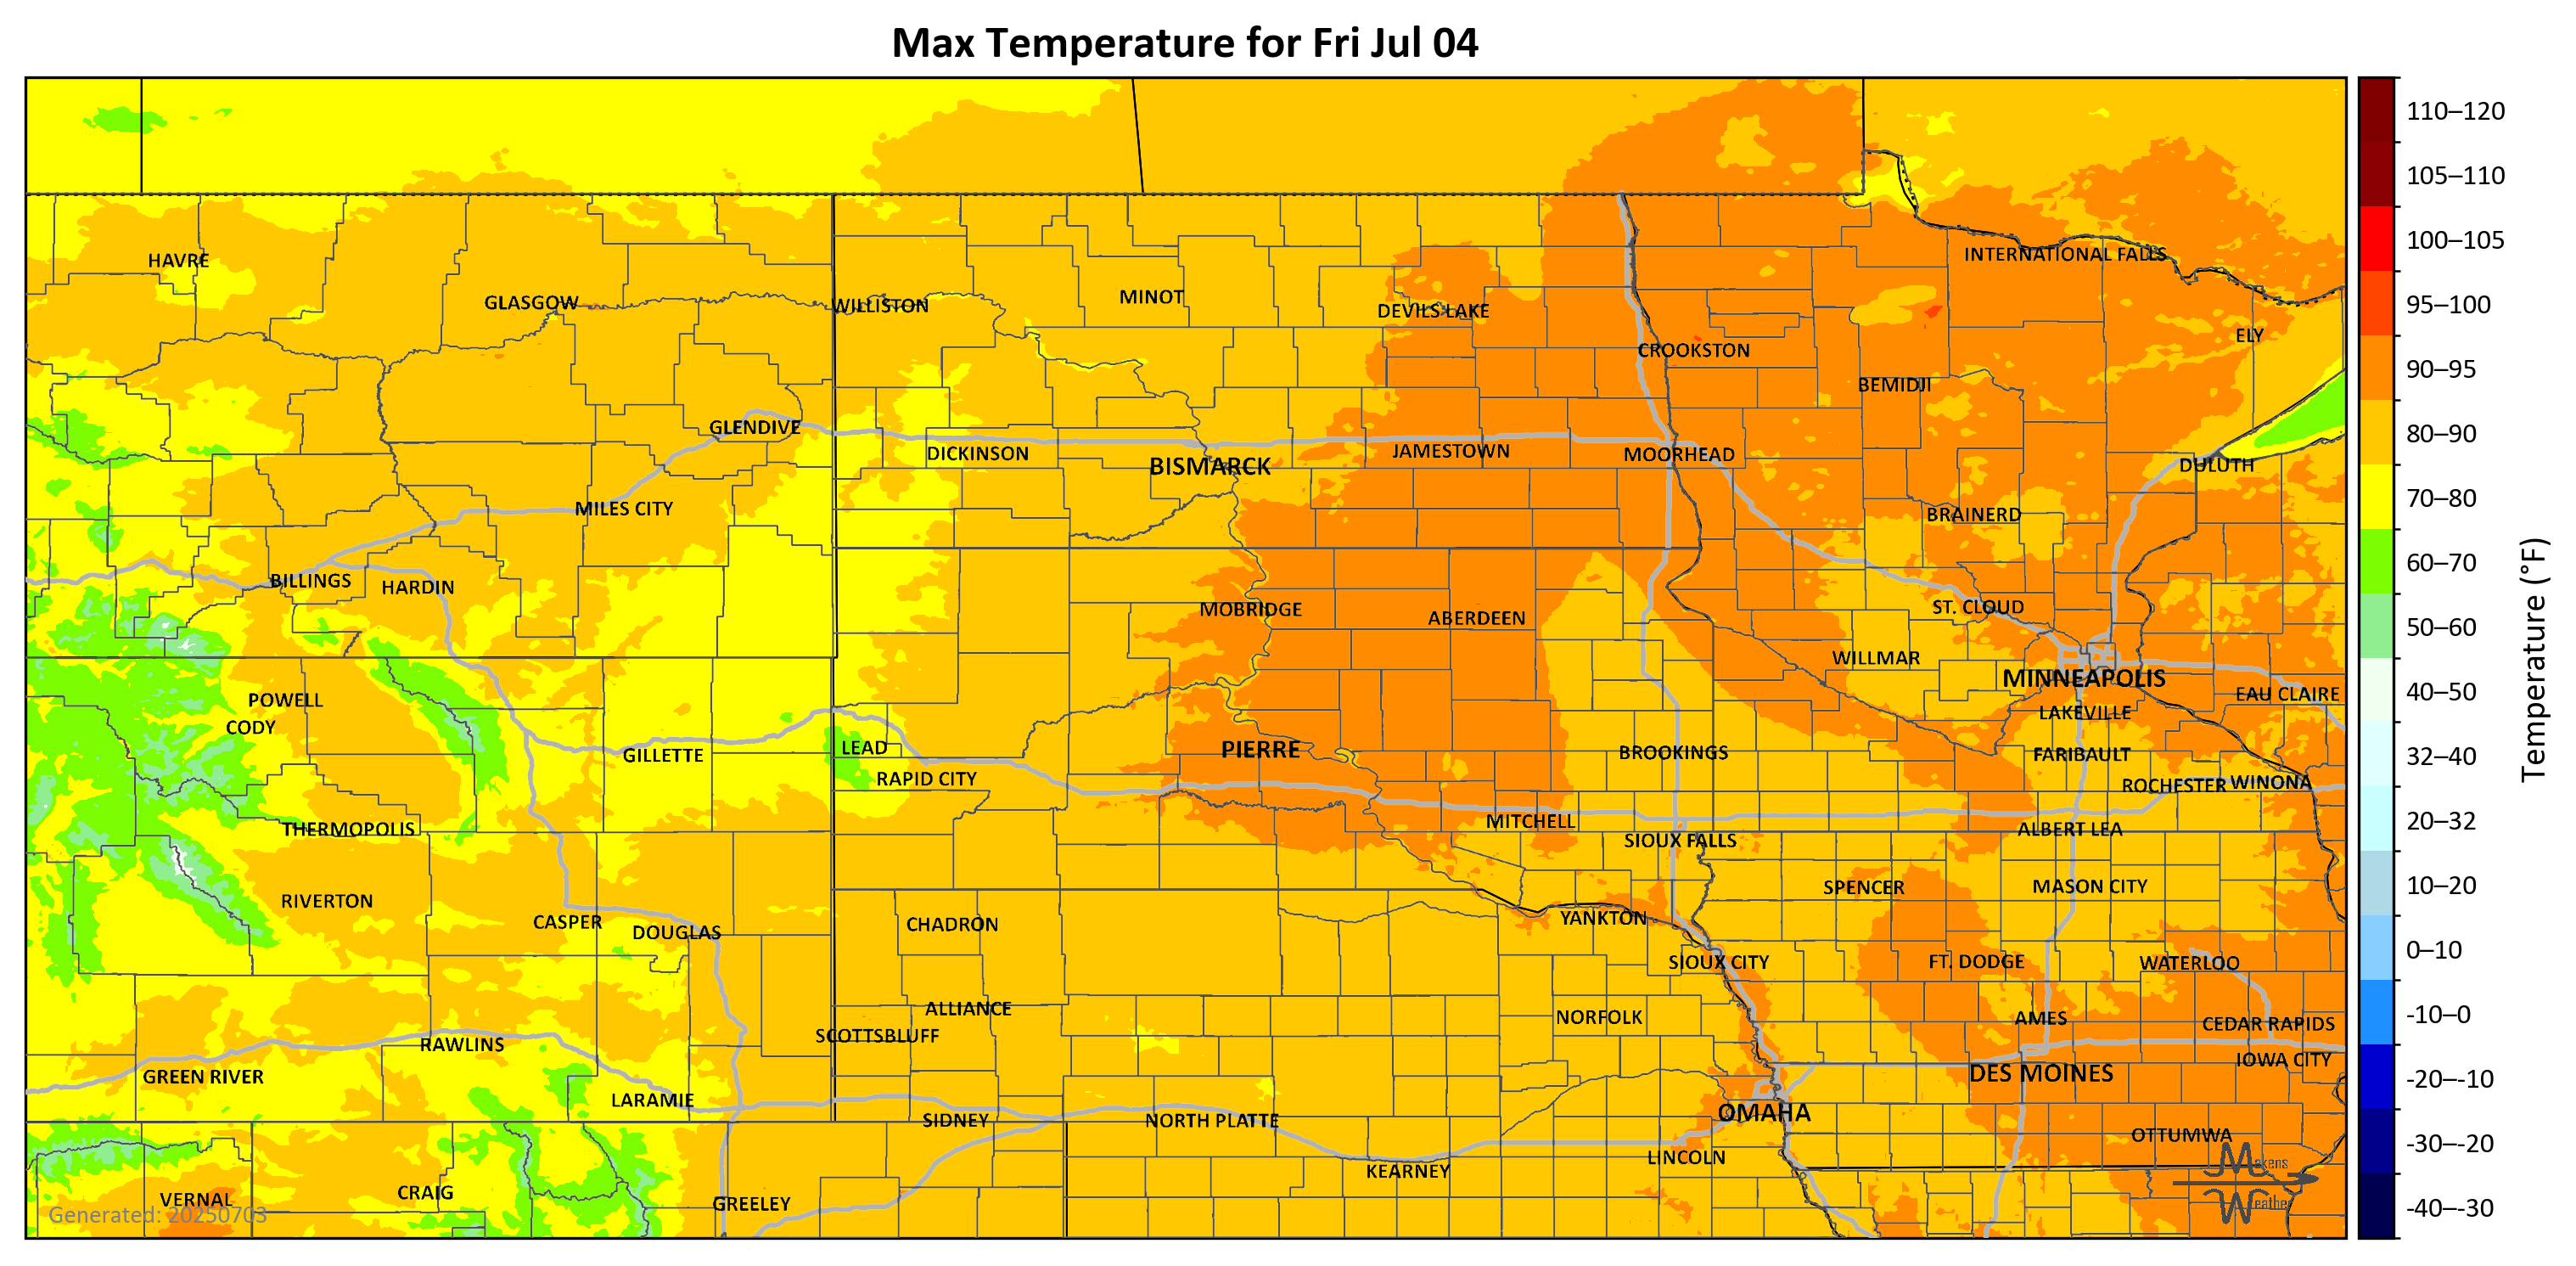 Max Temperature for Fri Jul 04
110–120
105–110
HAVRE
100–105
INTERNATIONAL FALLS
GLASGOW
WILLISTON
MINOT
DEVILS LAKE
95–100
ELY
CROOKSTON
90–95
BEMIDJI
GLENDIVE
80–90
DICKINSON
BISMARCK
JAMESTOWN
MOORHEAD
DULUTH
70–80
MILES CITY
BRAINERD
60–70
BILLINGS
HARDIN
MOBRIDGE
ABERDEEN
ST. CLOUD
50–60
WILLMAR
MINNEAPOLIS
POWELL
EAU CLAIRE
40–50
CODY
LAKEVILLE
Temperature (°F)
GILLETTE
LEAD
PIERRE
BROOKINGS
FARIBAULT
32–40
RAPID CITY
ROCHESTER
WINONA
THERMOPOLIS
MITCHELL
ALBERT LEA
20–32
SIOUX FALLS
RIVERTON
SPENCER
MASON CITY
10–20
CASPER
DOUGLAS
CHADRON
YANKTON
0–10
SIOUX CITY
FT. DODGE
WATERLOO
ALLIANCE
NORFOLK
AMES
CEDAR RAPIDS
-10–0
SCOTTSBLUFF
RAWLINS
IOWA CITY
GREEN RIVER
DES MOINES
-20–-10
LARAMIE
SIDNEY
NORTH PLATTE
OMAHA
OTTUMWA
-30–-20
LINCOLN
KEARNEY
Makens
Weather
VERNAL
CRAIG
GREELEY
-40–-30
Generated: 20250703